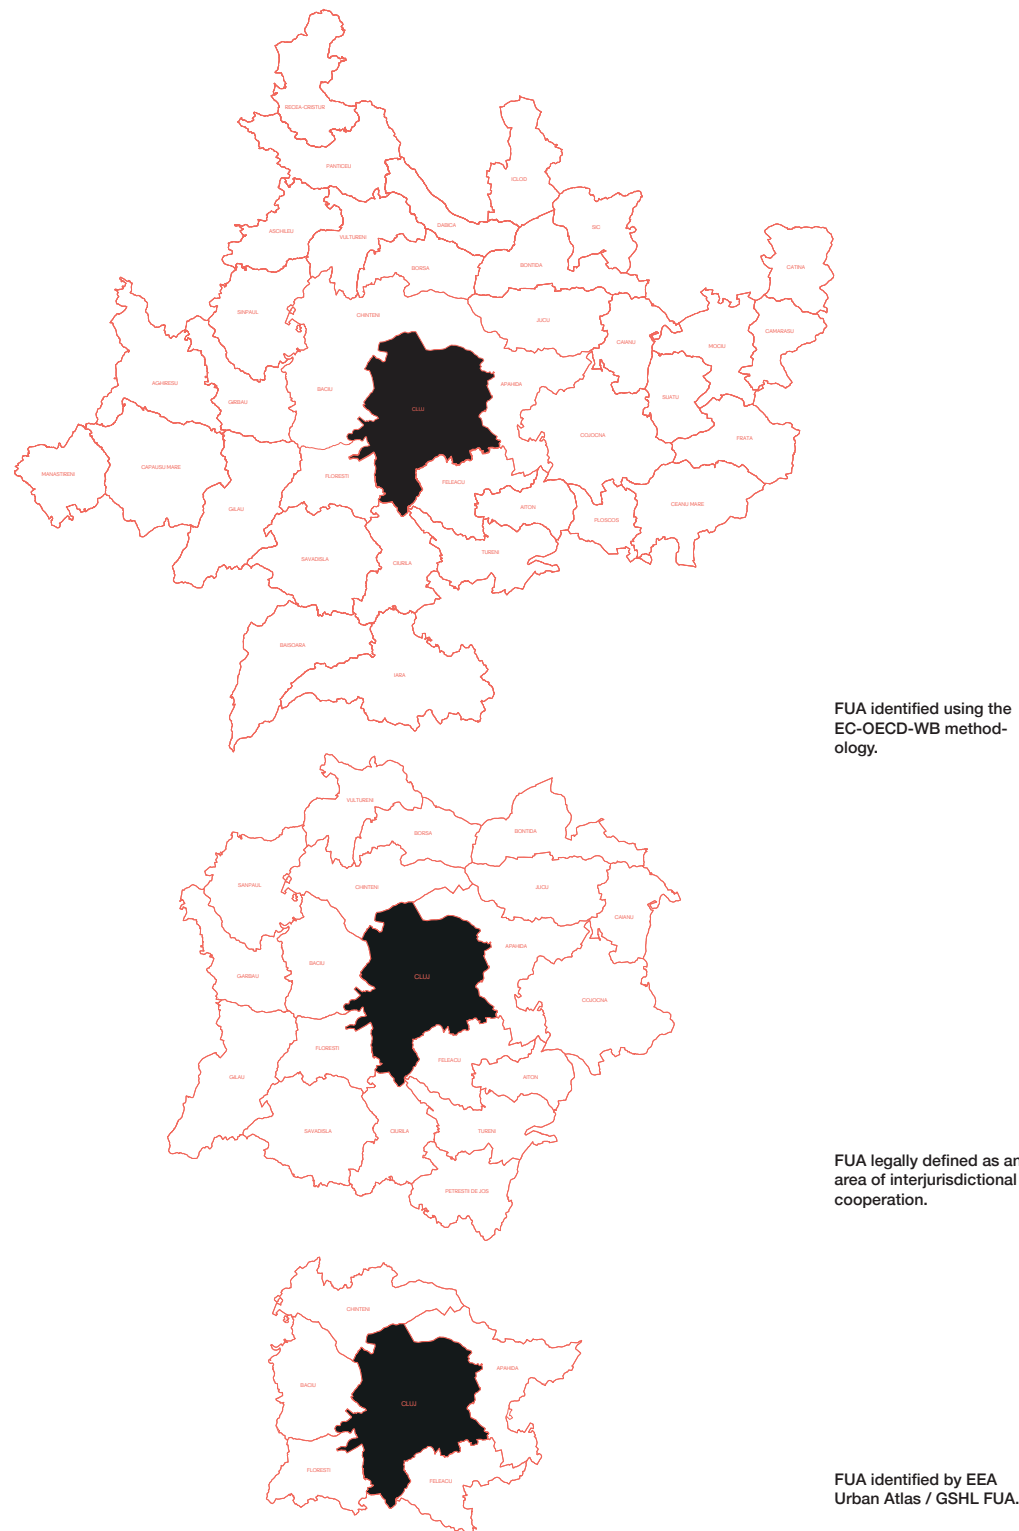 RECEA-CRISTUR
PANTICEU
ICLOD
ASCHILEU
VULTURENI
DABICA
SIC
BORSA
BONTIDA
CATINA
SINPAUL
CHINTENI
JUCU
CAIANU
MOCIU
CAMARASU
AGHIRESU
GIRBAU
BACIU
APAHIDA
SUATU
CLUJ
COJOCNA
FRATA
MANASTIRENI
CAPUSU MARE
FLORESTI
FELEACU
GILAU
AITON
PLOSCOS
CEANU MARE
SAVADISLA
CIURILA
TURENI
BAISOARA
IARA
FUA identified using the
EC-OECD-WB method-
ology.
VULTURENI
BORSA
BONTIDA
SANPAUL
CHINTENI
JUCU
CAIANU
GARBAU
BACIU
APAHIDA
CLUJ
COJOCNA
FLORESTI
FELEACU
GILAU
AITON
SAVADISLA
CIURILA
TURENI
PETRESTII DE JOS
FUA legally defined as an
area of interjurisdictional
cooperation.
CHINTENI
BACIU
APAHIDA
CLUJ
FLORESTI
FELEACU
FUA identified by EEA
Urban Atlas / GSHL FUA.